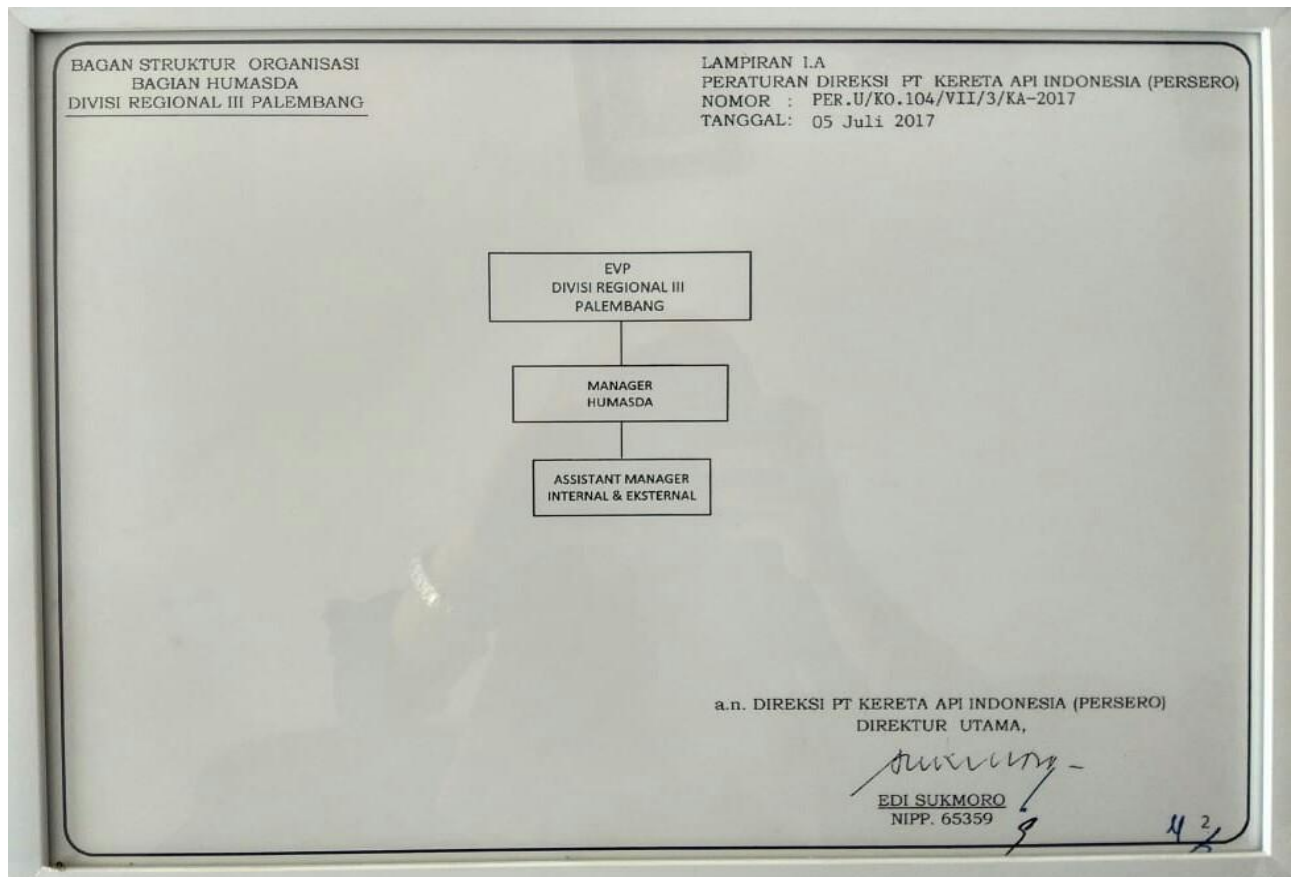 BAGAN STRUKTUR ORGANISASI
BAGIAN HUMASDA
DIVISI REGIONAL III PALEMBANG
LAMPIRAN I.A
PERATURAN DIREKSI PT KERETA API INDONESIA (PERSERO)
NOMOR : PER.U/KO.104/VII/3/KA-2017
TANGGAL: 05 Juli 2017
EVP
DIVISI REGIONAL III
PALEMBANG
MANAGER
HUMASDA
ASSISTANT MANAGER
INTERNAL & EKSTERNAL
a.n. DIREKSI PT KERETA API INDONESIA (PERSERO)
DIREKTUR UTAMA,
EDI SUKMORO
NIPP. 65359
2